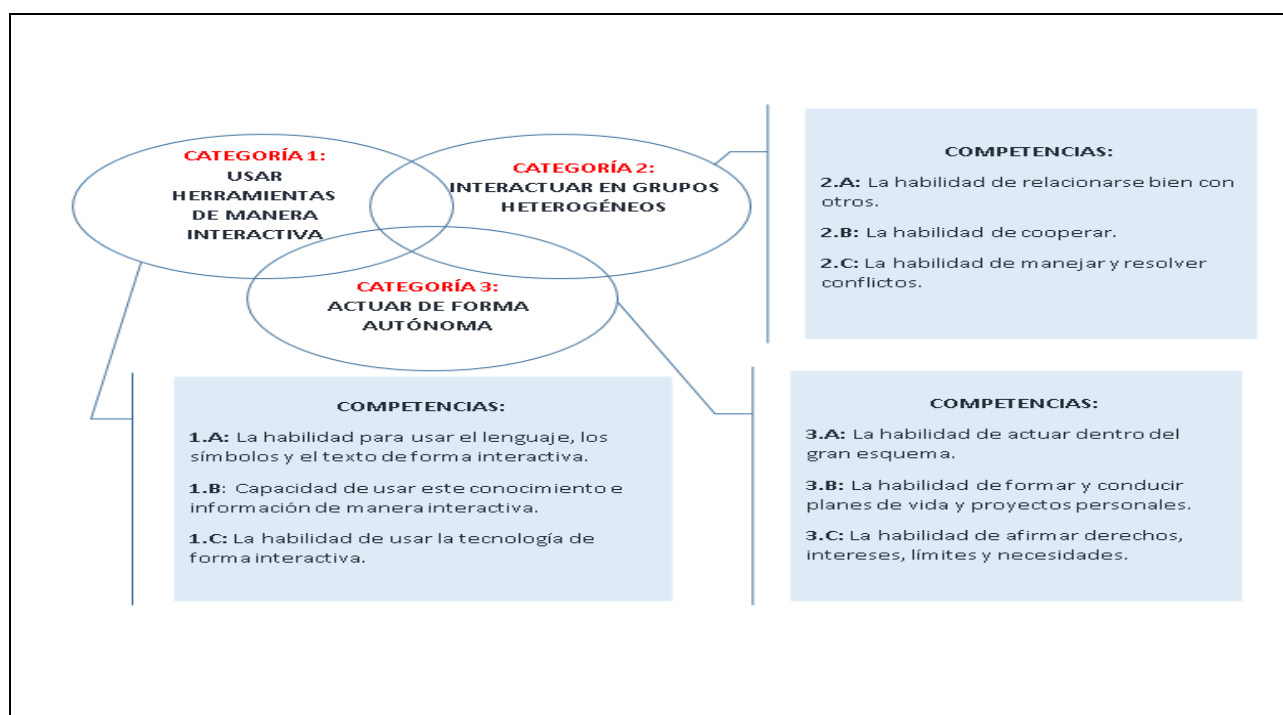 CATEGORÍA 1:
USAR
HERRAMIENTAS
DE MANERA
INTERACTIVA
CATEGORÍA 2:
INTERACTUAR EN GRUPOS
HETEROGÉNEOS
CATEGORÍA 3:
ACTUAR DE FORMA
AUTÓNOMA
COMPETENCIAS:
2.A: La habilidad de relacionarse bien con
otros.
2.B: La habilidad de cooperar.
2.C: La habilidad de manejar y resolver
conflictos.
COMPETENCIAS:
1.A: La habilidad para usar el lenguaje, los
símbolos y el texto de forma interactiva.
1.B: Capacidad de usar este conocimiento e
información de manera interactiva.
1.C: La habilidad de usar la tecnología de
forma interactiva.
COMPETENCIAS:
3.A: La habilidad de actuar dentro del
gran esquema.
3.B: La habilidad de formar y conducir
planes de vida y proyectos personales.
3.C: La habilidad de afirmar derechos,
intereses, límites y necesidades.